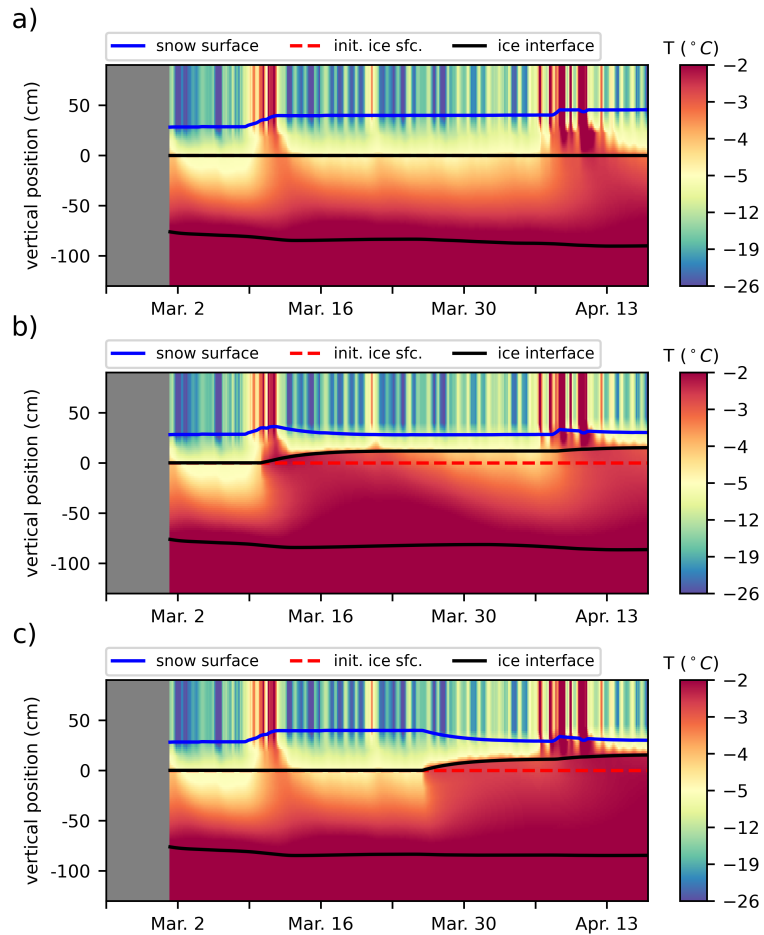 a)
snow surface init. ice sfc. ice interface
T (°C)
vertical position (cm)
50
0
-50
-100
Mar. 2 Mar. 16 Mar. 30 Apr. 13
−2
−3
−4
−5
−12
−19
−26
b)
snow surface init. ice sfc. ice interface
T (°C)
vertical position (cm)
50
0
-50
-100
Mar. 2 Mar. 16 Mar. 30 Apr. 13
−2
−3
−4
−5
−12
−19
−26
c)
snow surface init. ice sfc. ice interface
T (°C)
vertical position (cm)
50
0
-50
-100
Mar. 2 Mar. 16 Mar. 30 Apr. 13
−2
−3
−4
−5
−12
−19
−26